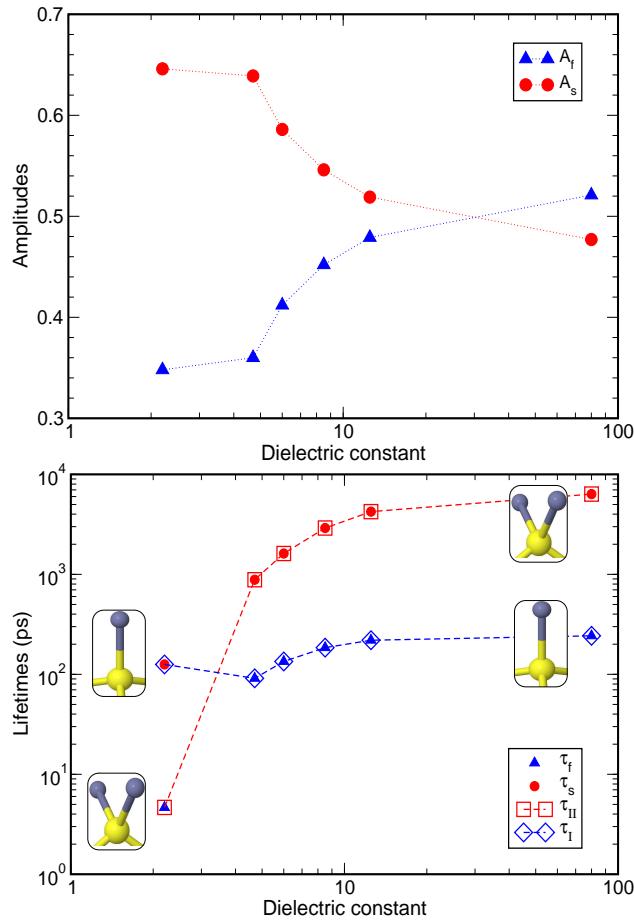 0.7
A_f
A_s
0.6
Amplitudes
0.5
0.4
0.3
1
10
100
Dielectric constant
10^4
10^3
Lifetimes (ps)
10^2
10^1
τ_f
τ_s
τ_II
τ_I
10^0
1
10
100
Dielectric constant